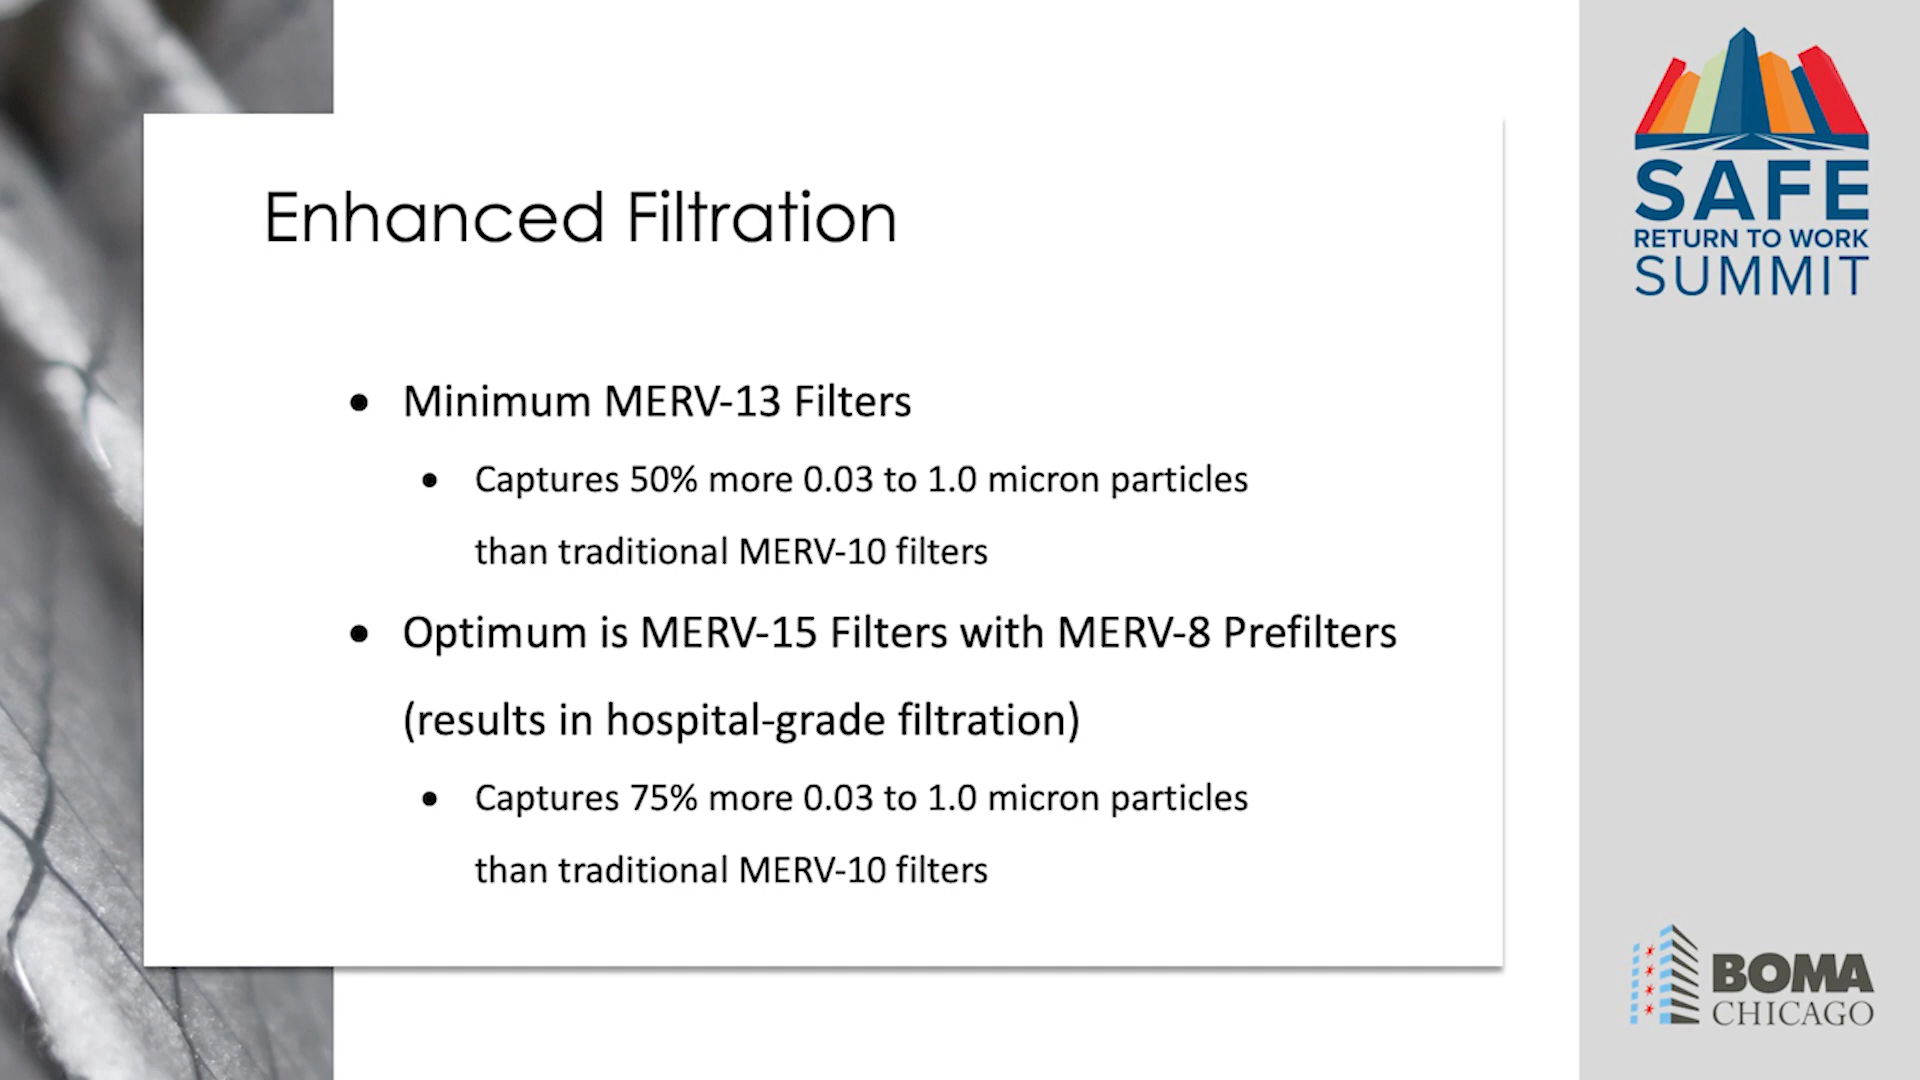 Enhanced Filtration
• Minimum MERV-13 Filters
• Captures 50% more 0.03 to 1.0 micron particles
than traditional MERV-10 filters
• Optimum is MERV-15 Filters with MERV-8 Prefilters
(results in hospital-grade filtration)
• Captures 75% more 0.03 to 1.0 micron particles
than traditional MERV-10 filters
SAFE
RETURN TO WORK
SUMMIT
BOMA
CHICAGO